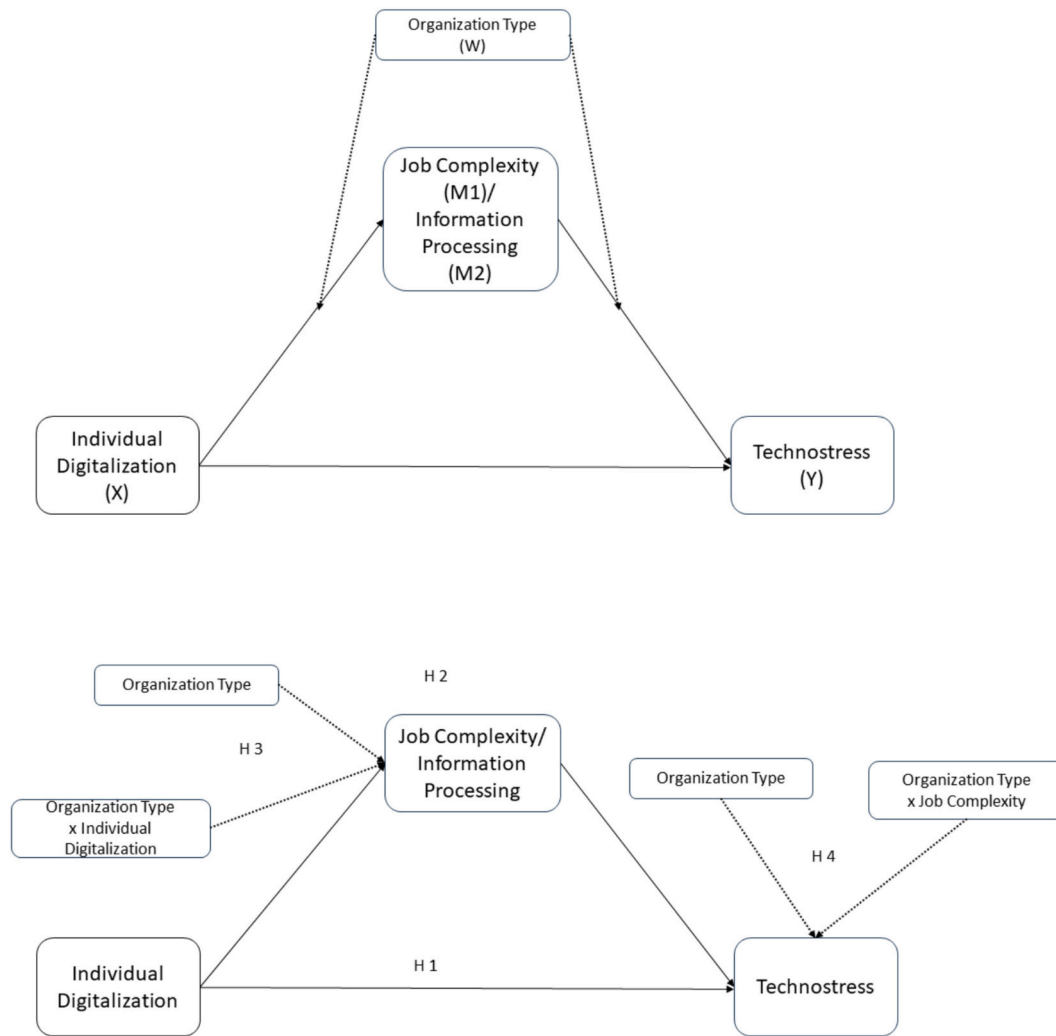 Organization Type
(W)
Job Complexity
(M1)/
Information
Processing
(M2)
Individual
Digitalization
(X)
Technostress
(Y)
Organization Type
H 2
Job Complexity/
Information
Processing
H 3
Organization Type
Organization Type
x Job Complexity
Organization Type
x Individual
Digitalization
H 4
Individual
Digitalization
H 1
Technostress